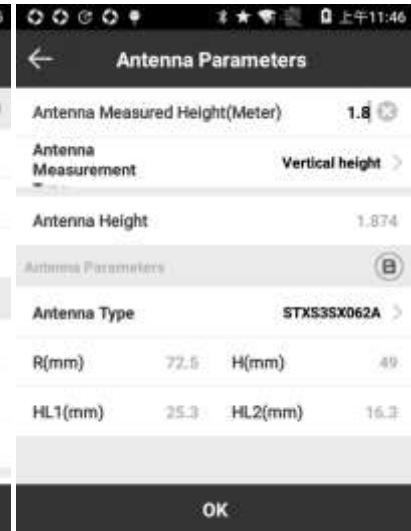 上午11:46
Antenna Parameters
Antenna Measured Height(Meter) 1.8
Antenna
Measurement
Vertical height
Antenna Height 1.874
Antenna Parameters
Antenna Type STXS3SX062A
R(mm) 72.5 H(mm) 49
HL1(mm) 25.3 HL2(mm) 16.3
OK